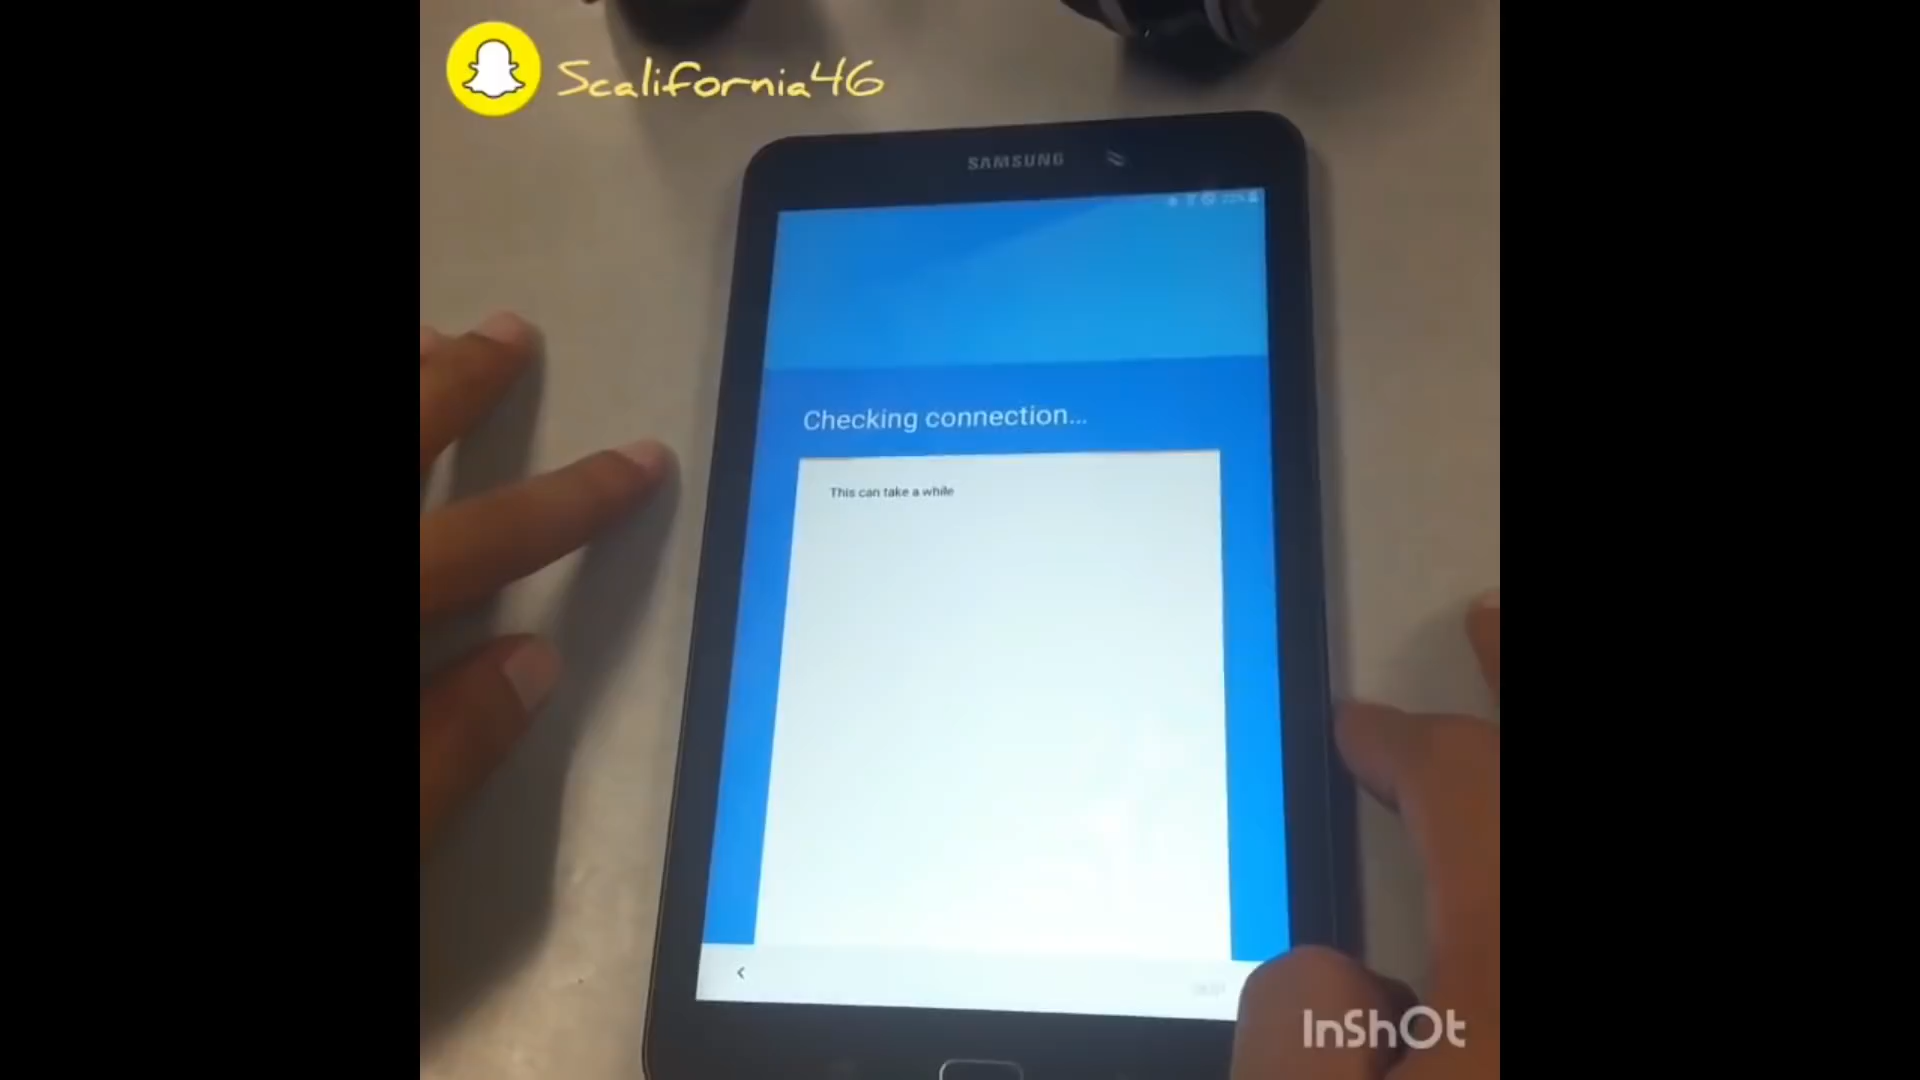 Scalifornia46
SAMSUNG
Checking connection...
This can take a while
InShOt